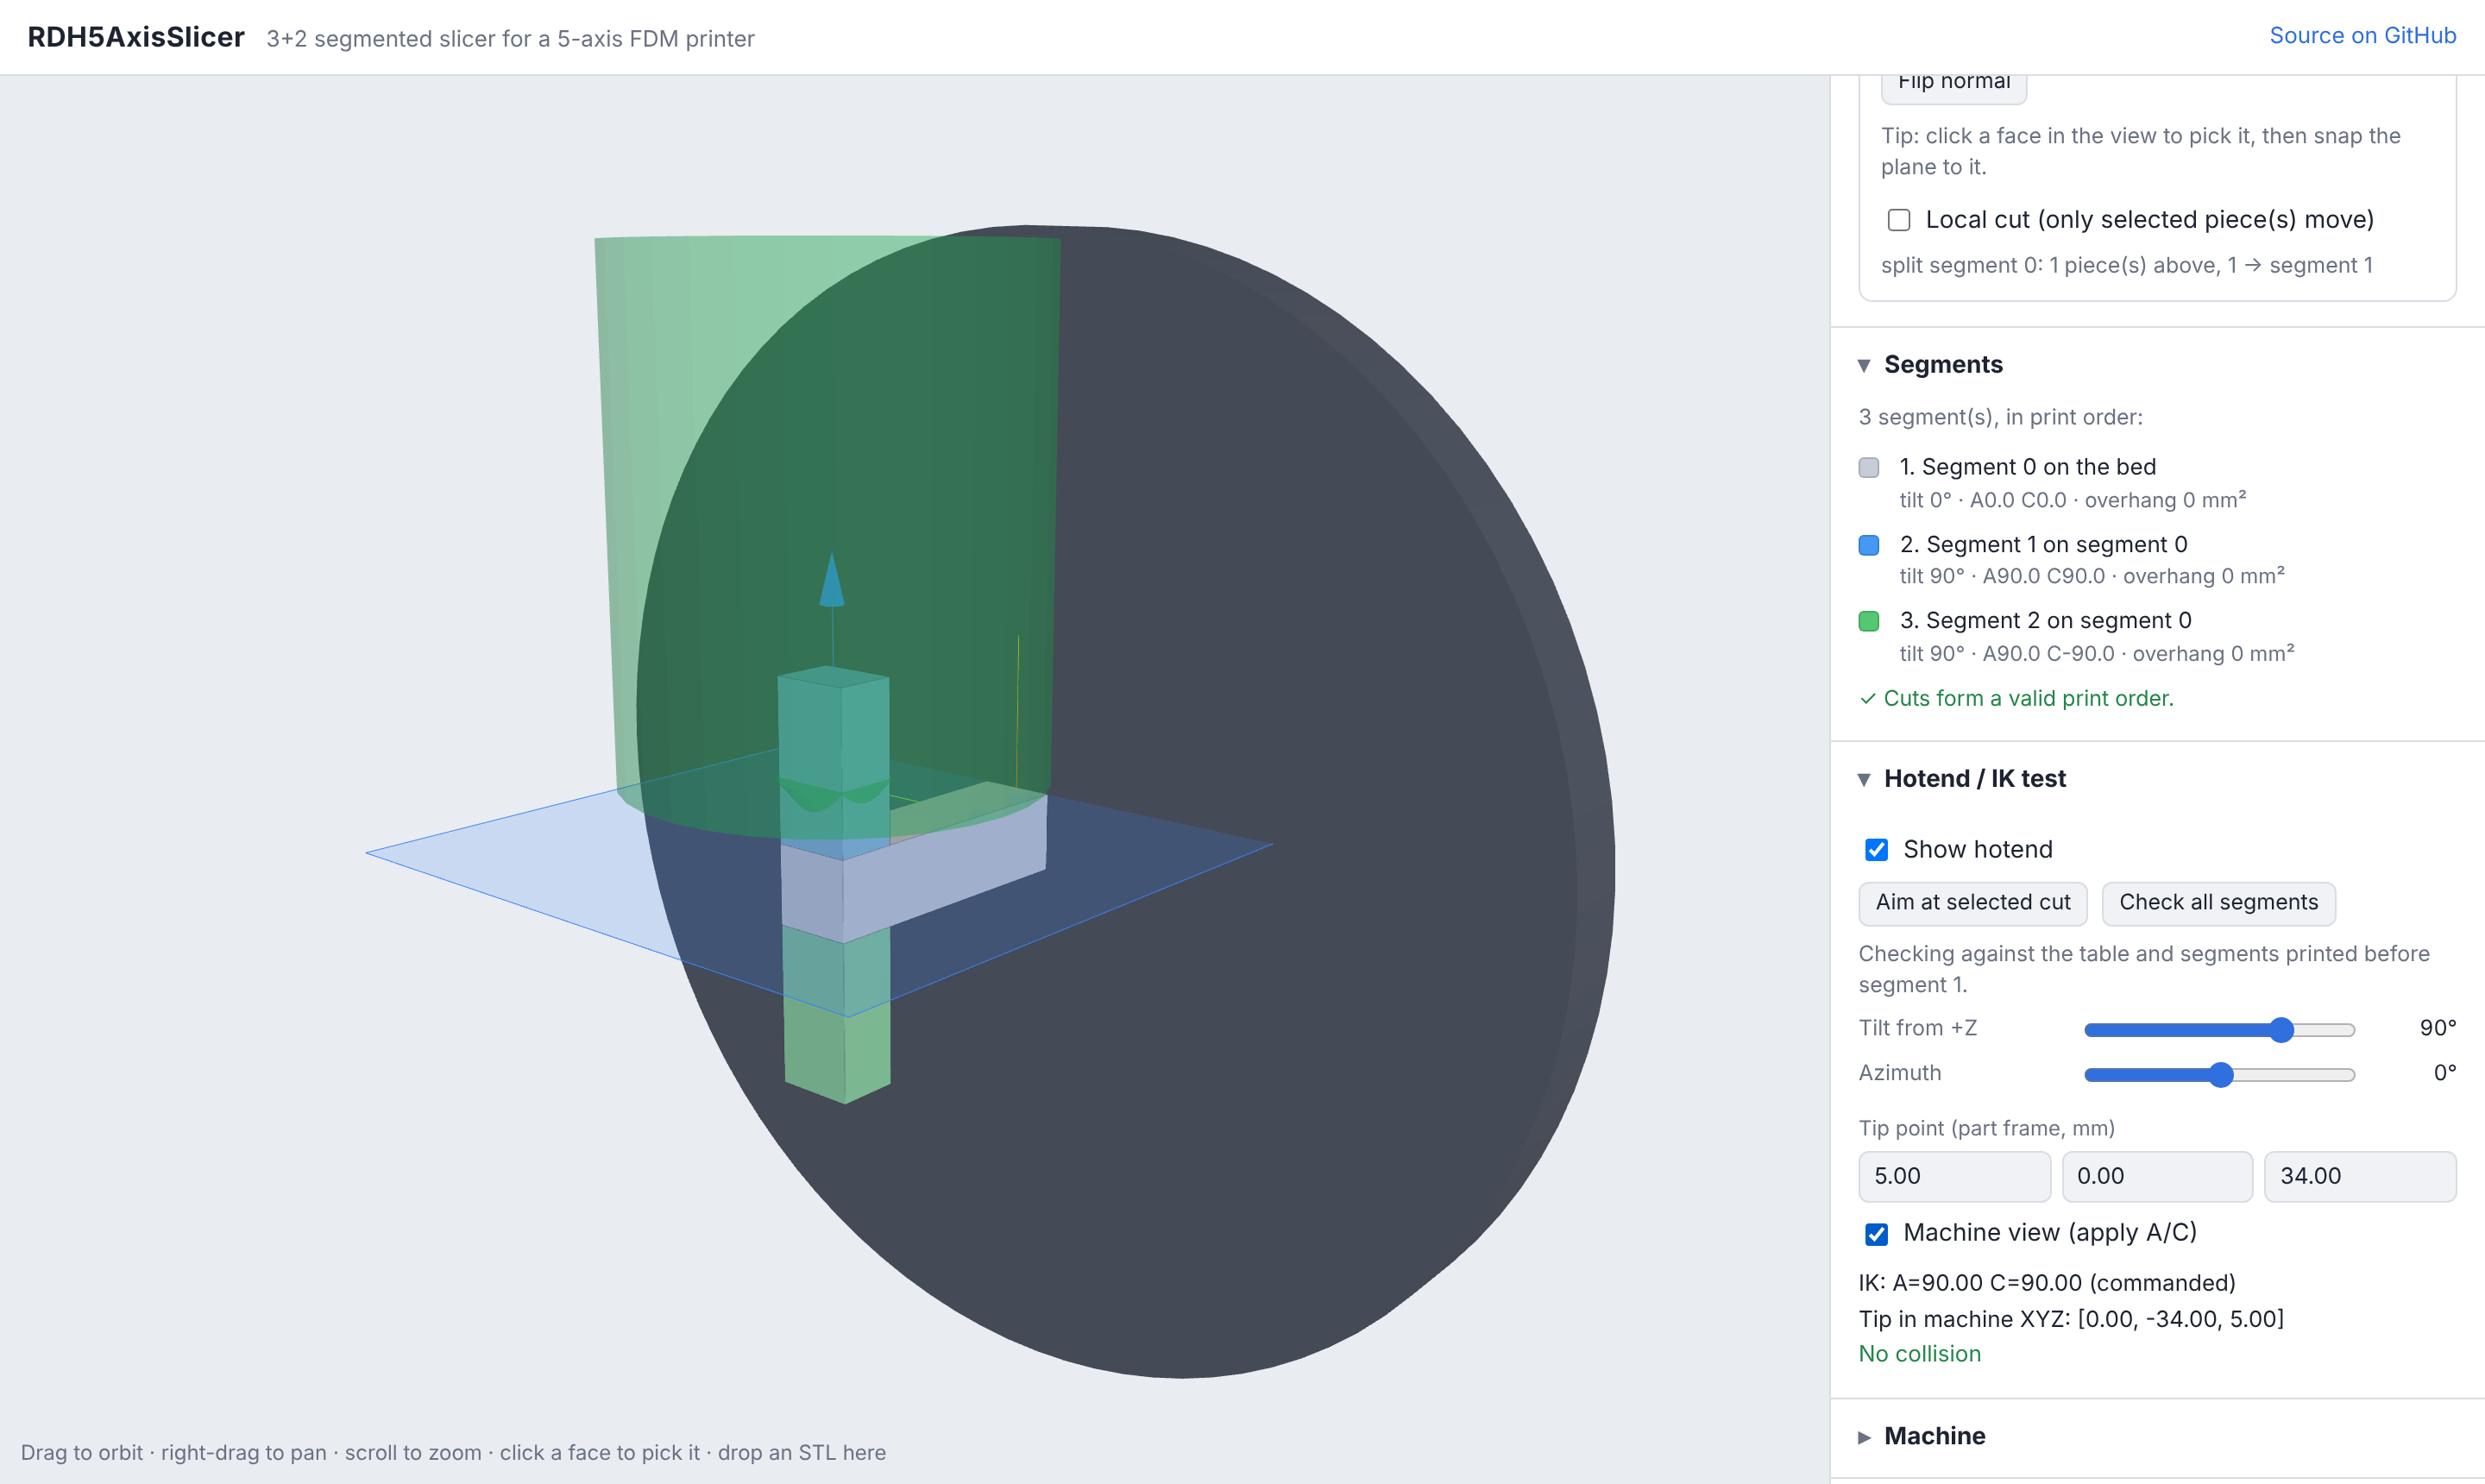 RDH5AxisSlicer 3+2 segmented slicer for a 5-axis FDM printer
Source on GitHub
Flip normal
Tip: click a face in the view to pick it, then snap the
plane to it.
Local cut (only selected piece(s) move)
split segment 0: 1 piece(s) above, 1 → segment 1
▼ Segments
3 segment(s), in print order:
1. Segment 0 on the bed
tilt 0° · A0.0 C0.0 · overhang 0 mm²
2. Segment 1 on segment 0
tilt 90° · A90.0 C90.0 · overhang 0 mm²
3. Segment 2 on segment 0
tilt 90° · A90.0 C-90.0 · overhang 0 mm²
✓ Cuts form a valid print order.
▼ Hotend / IK test
Show hotend
Aim at selected cut Check all segments
Checking against the table and segments printed before
segment 1.
Tilt from +Z 90°
Azimuth 0°
Tip point (part frame, mm)
5.00 0.00 34.00
Machine view (apply A/C)
IK: A=90.00 C=90.00 (commanded)
Tip in machine XYZ: [0.00, -34.00, 5.00]
No collision
▶ Machine
Drag to orbit · right-drag to pan · scroll to zoom · click a face to pick it · drop an STL here